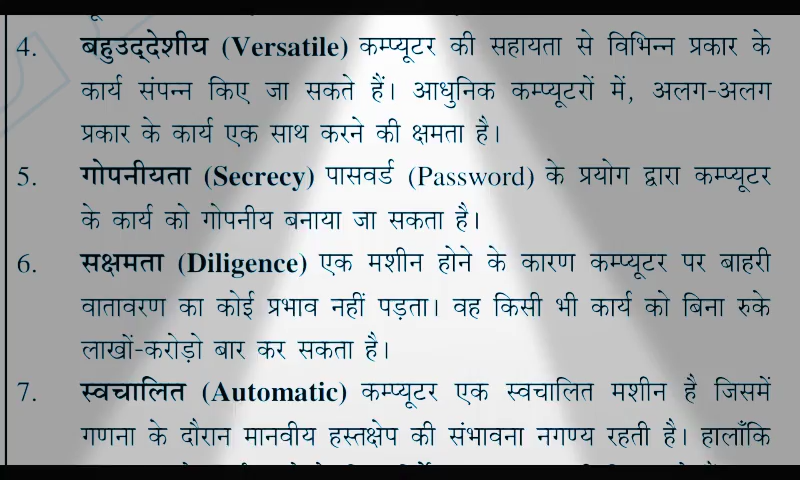 4. बहुउद्देशीय (Versatile) कम्प्यूटर की सहायता से विभिन्न प्रकार के
कार्य संपन्न किए जा सकते हैं। आधुनिक कम्प्यूटरों में, अलग-अलग
प्रकार के कार्य एक साथ करने की क्षमता है।
5. गोपनीयता (Secrecy) पासवर्ड (Password) के प्रयोग द्वारा कम्प्यूटर
के कार्य को गोपनीय बनाया जा सकता है।
6. सक्षमता (Diligence) एक मशीन होने के कारण कम्प्यूटर पर बाहरी
वातावरण का कोई प्रभाव नहीं पड़ता। वह किसी भी कार्य को बिना रुके
लाखों-करोड़ो बार कर सकता है।
7. स्वचालित (Automatic) कम्प्यूटर एक स्वचालित मशीन है जिसमें
गणना के दौरान मानवीय हस्तक्षेप की संभावना नगण्य रहती है। हालाँकि